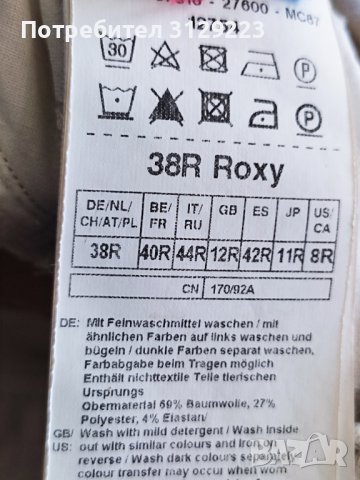 Потребител 3129223
27600 - MC87
30
P
P
38R Roxy
DE/NL/ CH/AT/PL BE/ FR IT/ RU GB ES JP US/ CA
38R 40R 44R 12R 42R 11R 8R
CN 170/92A
DE: Mit Feinwaschmittel waschen / mit
ähnlichen Farben auf links waschen und
bügeln / dunkle Farben separat waschen.
Farbabgabe beim Tragen möglich
Enthält nichttextile Teile tierischen
Ursprungs
Obermaterial 69% Baumwolle, 27%
Polyester, 4% Elastan/
GB/ Wash with mild detergent / Wash Inside
US: out with similar colours and iron on
reverse / Wash dark colours separately
colour transfer may occur when worn
BAZAR